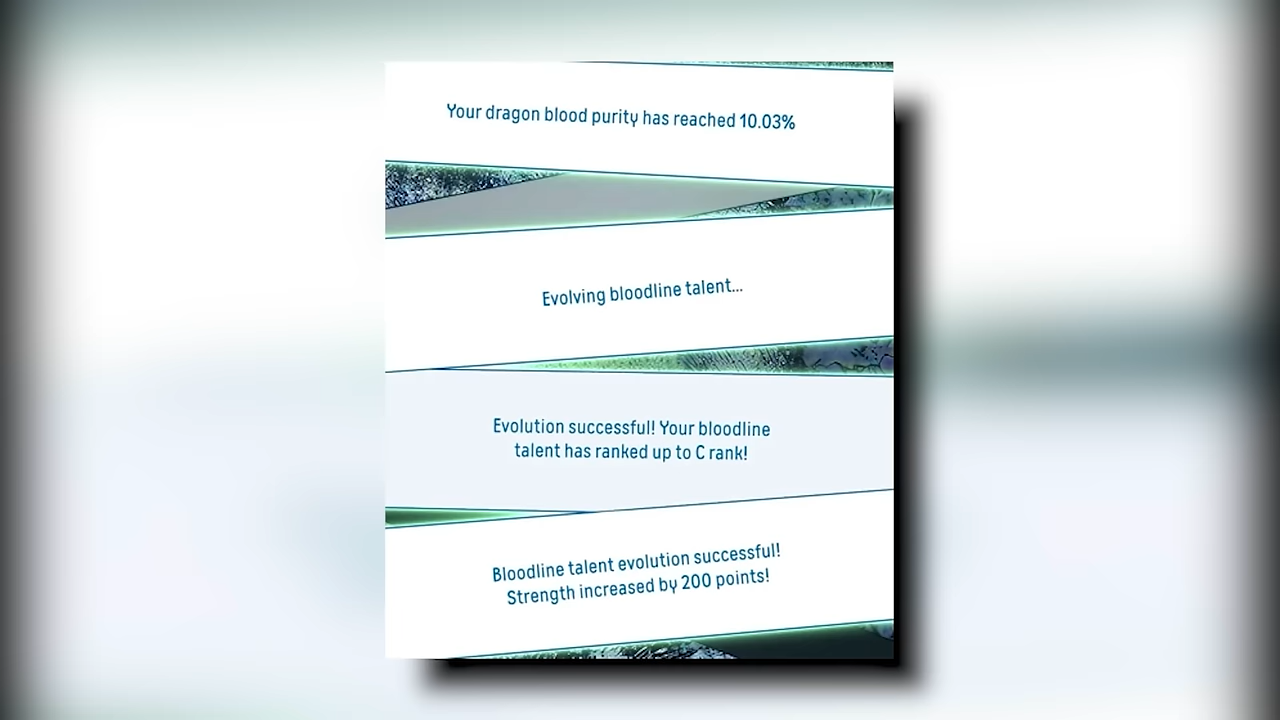 Your dragon blood purity has reached 10.03%
Evolving bloodline talent...
Evolution successful! Your bloodline
talent has ranked up to C rank!
Bloodline talent evolution successful!
Strength increased by 200 points!